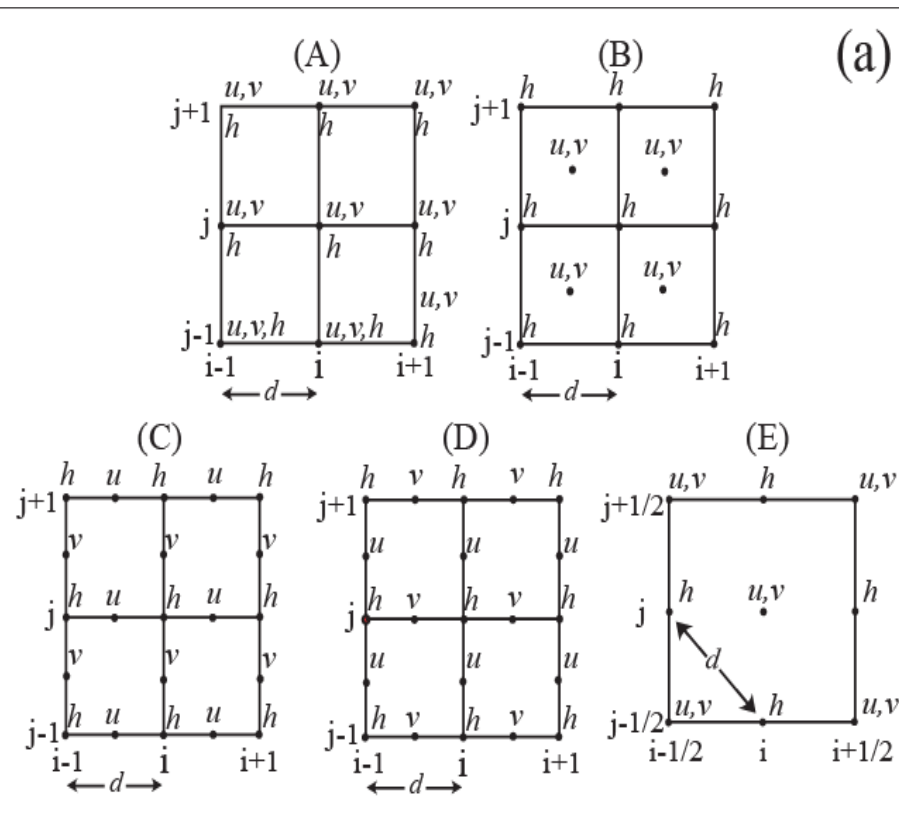 (a)
(A) (B)
u,v u,v u,v h h h
j+1 h h h j+1
u,v u,v
u,v u,v u,v h h h
j h h h j
u,v u,v u,v
j-1 u,v,h u,v,h h j-1 h h h
i-1 i i+1 i-1 i i+1
d d
(C) (D) (E)
h u h u h h v h v h u,v h u,v
j+1 j+1 j+1/2
v v v u u u
h u h u h h v h v h h u,v h
j j j
v v v u u u d
h u h u h h v h v h u,v h u,v
j-1 j-1 j-1/2
i-1 i i+1 i-1 i i+1 i-1/2 i i+1/2
d d